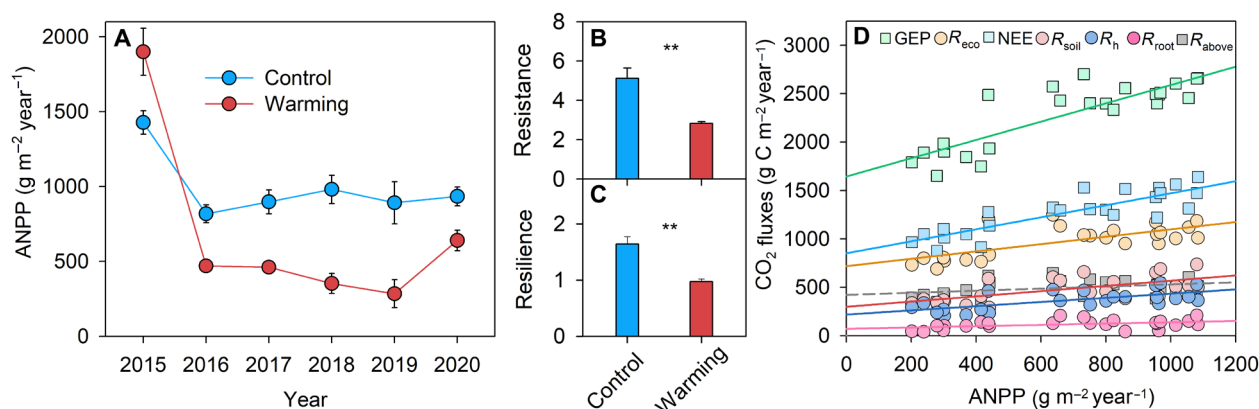 A
ANPP (g m⁻² year⁻¹)
2000
1500
1000
500
0
Control
Warming
2015 2016 2017 2018 2019 2020
Year
B
Resistance
8
6
4
2
0
**
C
Resilience
2
1
0
**
Control Warming
D
GEP Reco NEE Rsoil Rh Rroot Rabove
CO₂ fluxes (g C m⁻² year⁻¹)
3000
2500
2000
1500
1000
500
0
0 200 400 600 800 1000 1200
ANPP (g m⁻² year⁻¹)